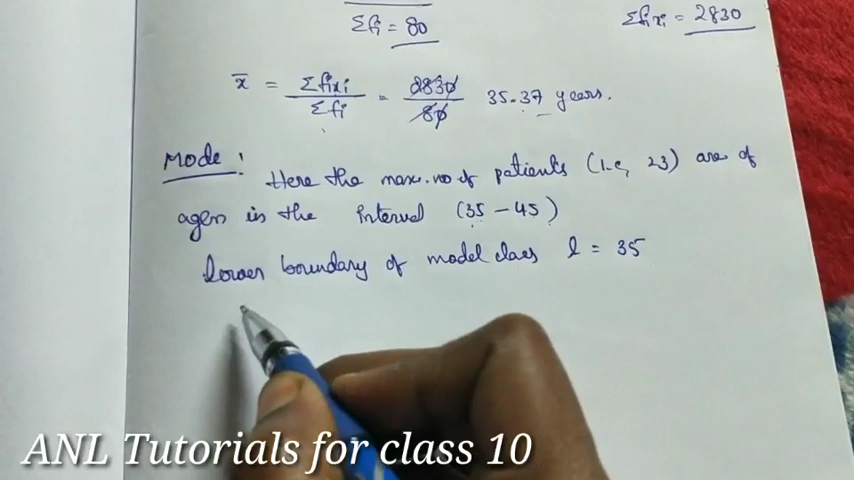 Σfi = 80
Σfixi = 2830
x̄ = Σfixi / Σfi = 2830 / 80 35.37 years.
Mode :
Here the max. no of patients (i.e, 23) are of
ages in the interval (35 - 45)
lower boundary of model class l = 35
ANL Tutorials for class 10